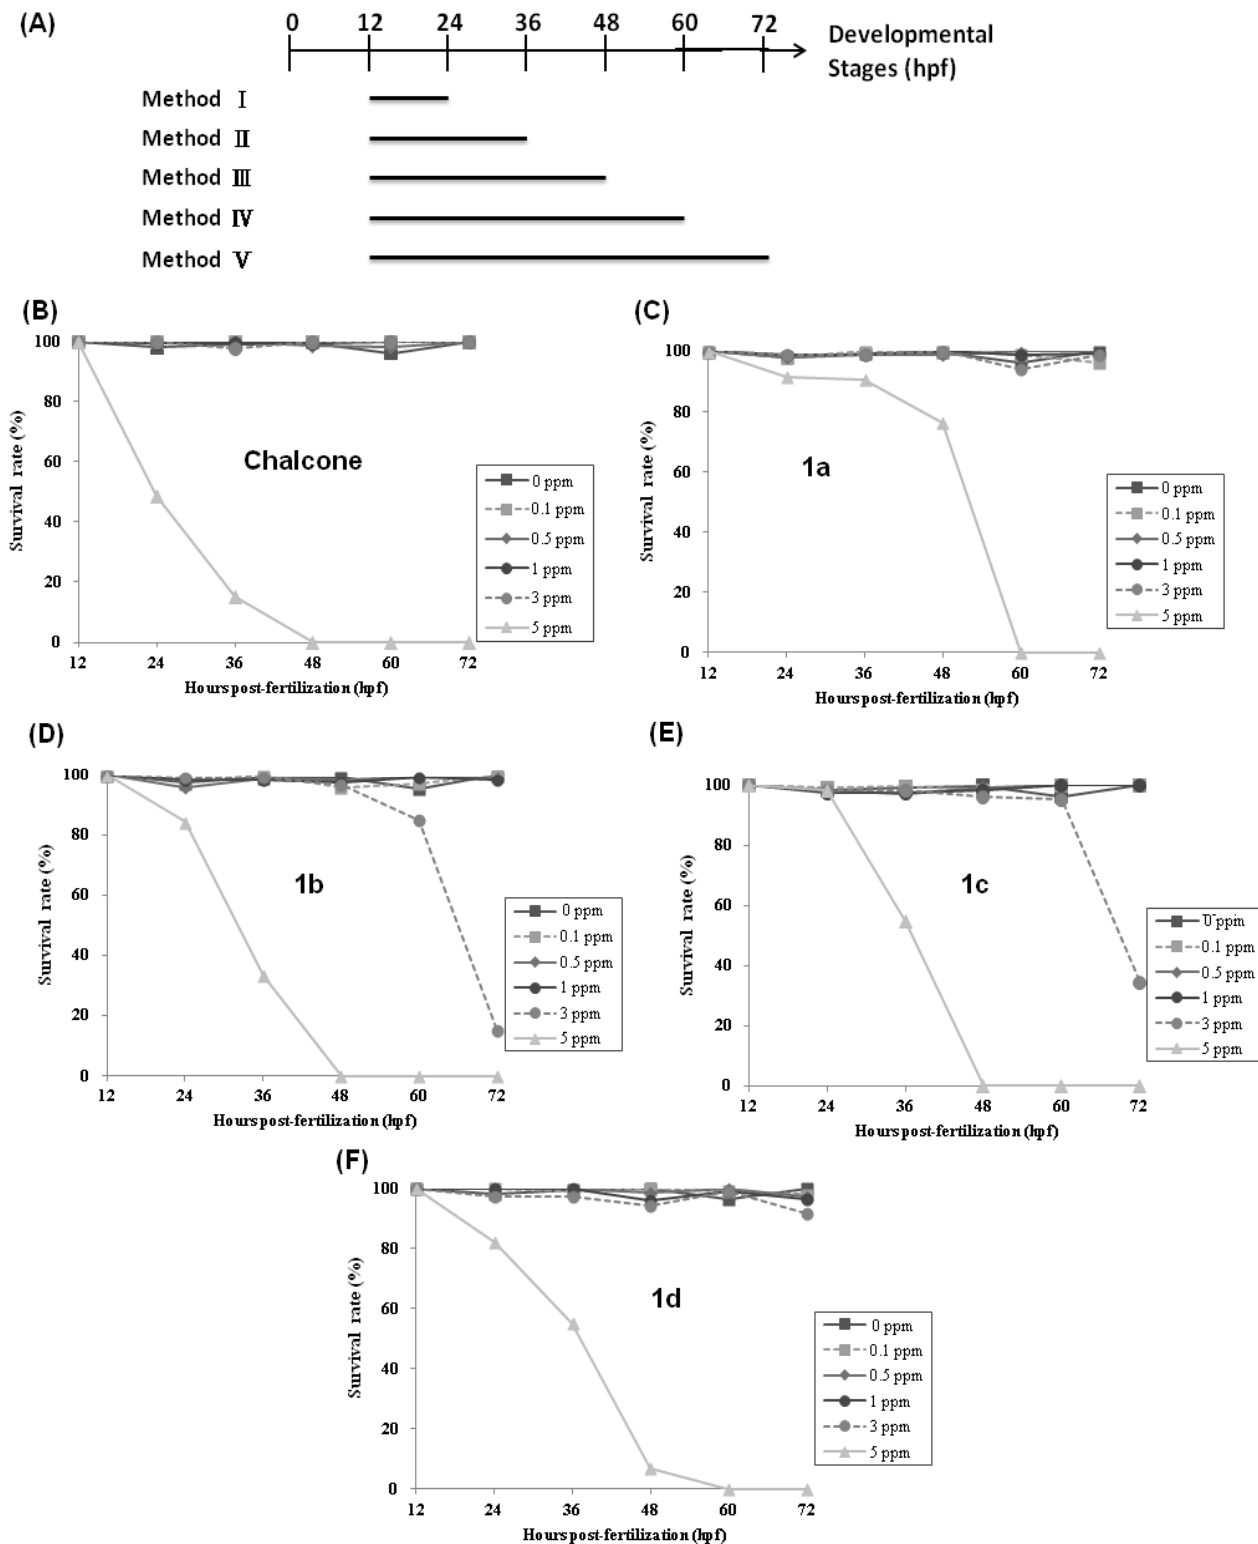 (A)
0 12 24 36 48 60 72
Developmental
Stages (hpf)
Method I
Method II
Method III
Method IV
Method V
(B)
Survival rate (%)
100
80
60
40
20
0
Chalcone
0 ppm
0.1 ppm
0.5 ppm
1 ppm
3 ppm
5 ppm
12 24 36 48 60 72
Hours post-fertilization (hpf)
(C)
Survival rate (%)
100
80
60
40
20
0
1a
0 ppm
0.1 ppm
0.5 ppm
1 ppm
3 ppm
5 ppm
12 24 36 48 60 72
Hours post-fertilization (hpf)
(D)
Survival rate (%)
100
80
60
40
20
0
1b
0 ppm
0.1 ppm
0.5 ppm
1 ppm
3 ppm
5 ppm
12 24 36 48 60 72
Hours post-fertilization (hpf)
(E)
Survival rate (%)
100
80
60
40
20
0
1c
0 ppm
0.1 ppm
0.5 ppm
1 ppm
3 ppm
5 ppm
12 24 36 48 60 72
Hours post-fertilization (hpf)
(F)
Survival rate (%)
100
80
60
40
20
0
1d
0 ppm
0.1 ppm
0.5 ppm
1 ppm
3 ppm
5 ppm
12 24 36 48 60 72
Hours post-fertilization (hpf)